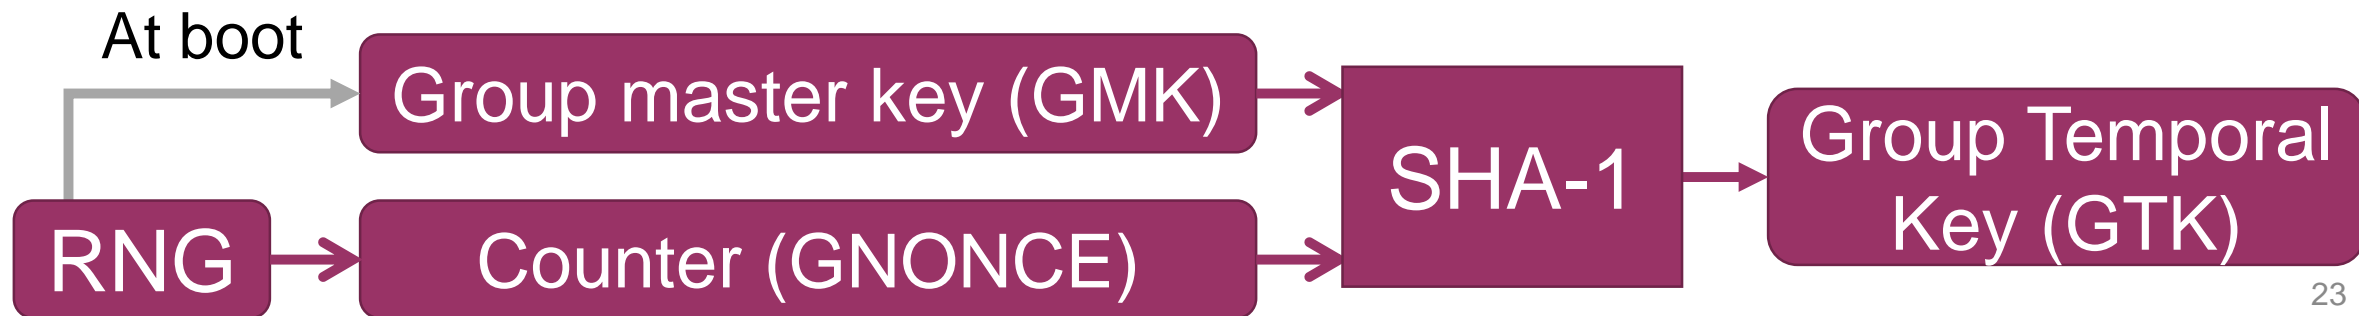 At boot
Group master key (GMK)
RNG
Counter (GNONCE)
SHA-1
Group Temporal
Key (GTK)
23